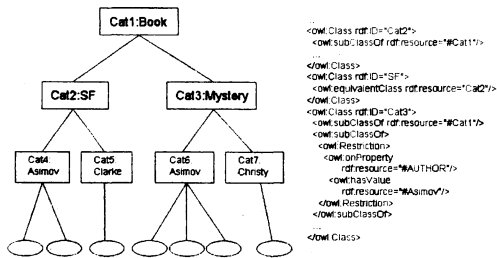 Cat1:Book
Cat2:SF
Cat3:Mystery
Cat4:
Asimov
Cat5
Clarke
Cat6
Asimov
Cat7.
Christy
...
<owl:Class rdf:ID="Cat2">
<owl:subClassOf rdf:resource="#Cat1"/>
...
</owl:Class>
<owl:Class rdf:ID="SF">
<owl:equivalentClass rdf:resource="Cat2"/>
</owl:Class>
<owl:Class rdf:ID="Cat3">
<owl:subClassOf rdf:resource="#Cat1"/>
<owl:subClassOf>
<owl:Restriction>
<owl:onProperty
rdf:resource="#AUTHOR"/>
<owl:hasValue
rdf:resource="#Asimov"/>
</owl:Restriction>
</owl:subClassOf>
...
</owl:Class>